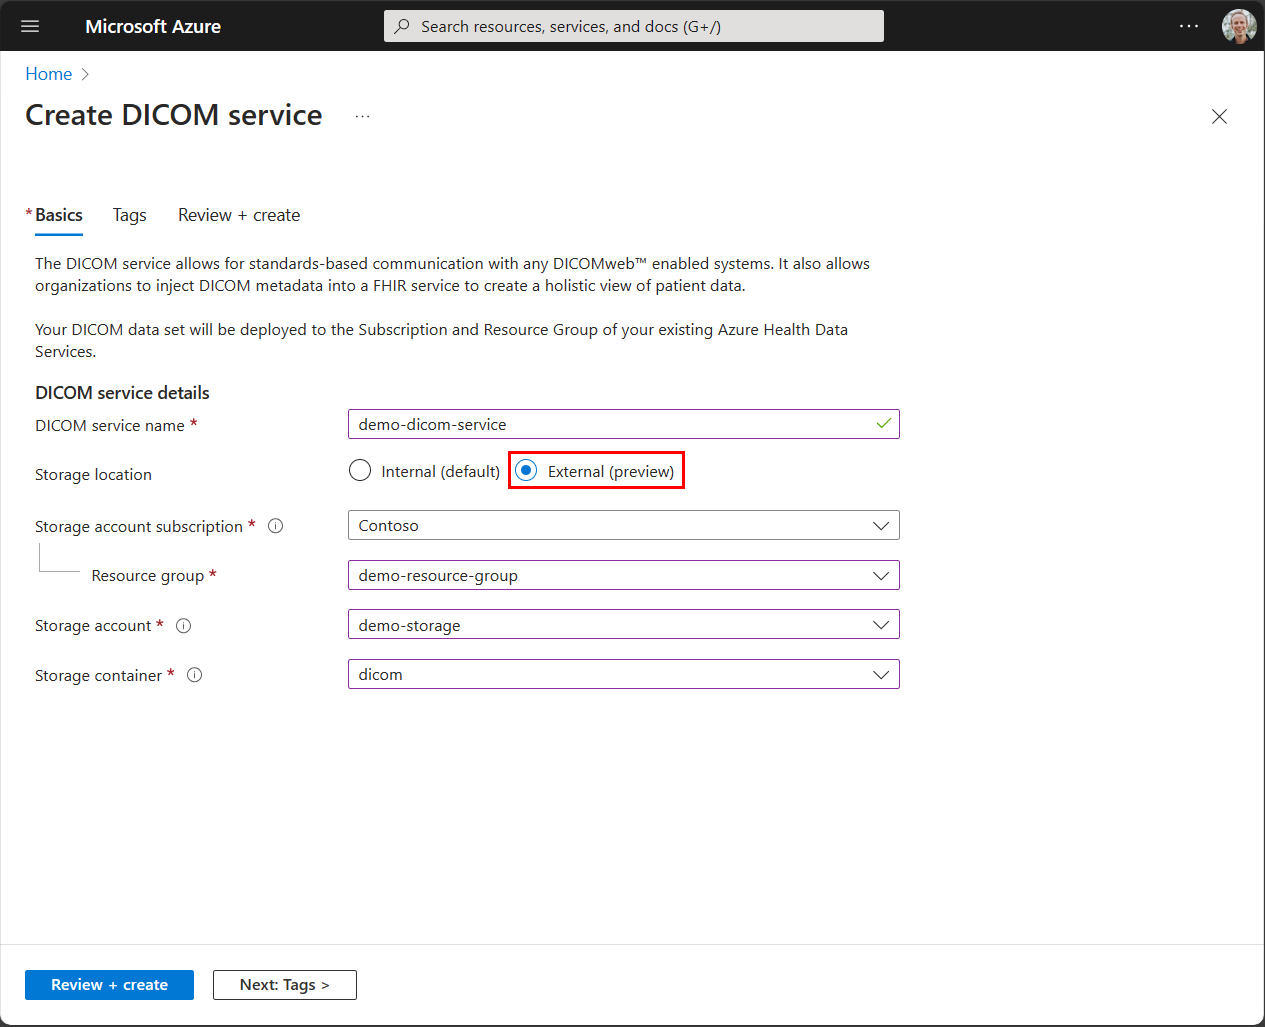 Microsoft Azure
Search resources, services, and docs (G+/)
...
Home >
Create DICOM service ...
* Basics Tags Review + create
The DICOM service allows for standards-based communication with any DICOMweb™ enabled systems. It also allows
organizations to inject DICOM metadata into a FHIR service to create a holistic view of patient data.
Your DICOM data set will be deployed to the Subscription and Resource Group of your existing Azure Health Data
Services.
DICOM service details
DICOM service name * demo-dicom-service
Storage location Internal (default) External (preview)
Storage account subscription * Contoso
Resource group * demo-resource-group
Storage account * demo-storage
Storage container * dicom
Review + create Next: Tags >